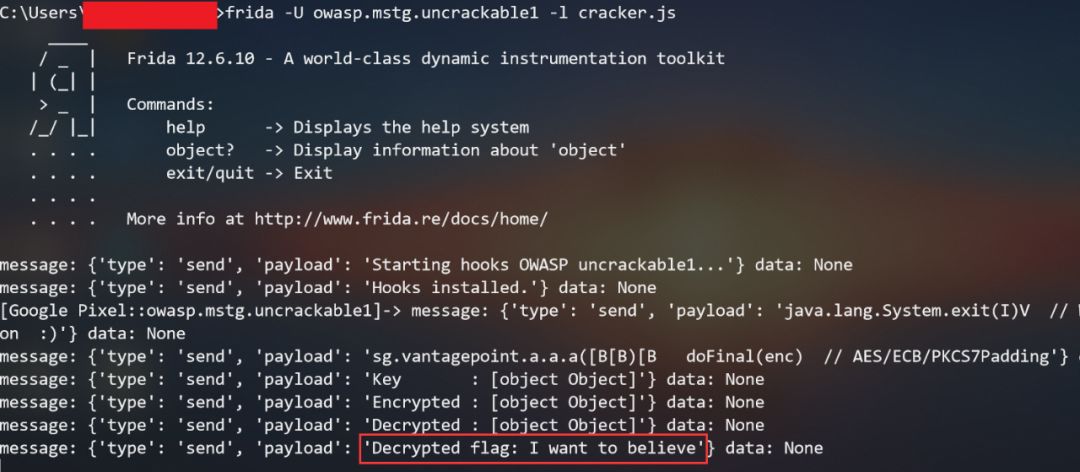 C:\Users\ >frida -U owasp.mstg.uncrackable1 -l cracker.js
____
/ _  |   Frida 12.6.10 - A world-class dynamic instrumentation toolkit
| (_| |
> _  |   Commands:
/_/ |_|       help      -> Displays the help system
. . . .       object?   -> Display information about 'object'
. . . .       exit/quit -> Exit
. . . .
. . . .   More info at http://www.frida.re/docs/home/
message: {'type': 'send', 'payload': 'Starting hooks OWASP uncrackable1...'} data: None
message: {'type': 'send', 'payload': 'Hooks installed.'} data: None
[Google Pixel::owasp.mstg.uncrackable1]-> message: {'type': 'send', 'payload': 'java.lang.System.exit(I)V  //
on  :)'} data: None
message: {'type': 'send', 'payload': 'sg.vantagepoint.a.a.a([B[B)[B   doFinal(enc)  // AES/ECB/PKCS7Padding'}
message: {'type': 'send', 'payload': 'Key       : [object Object]'} data: None
message: {'type': 'send', 'payload': 'Encrypted : [object Object]'} data: None
message: {'type': 'send', 'payload': 'Decrypted : [object Object]'} data: None
message: {'type': 'send', 'payload': 'Decrypted flag: I want to believe'} data: None